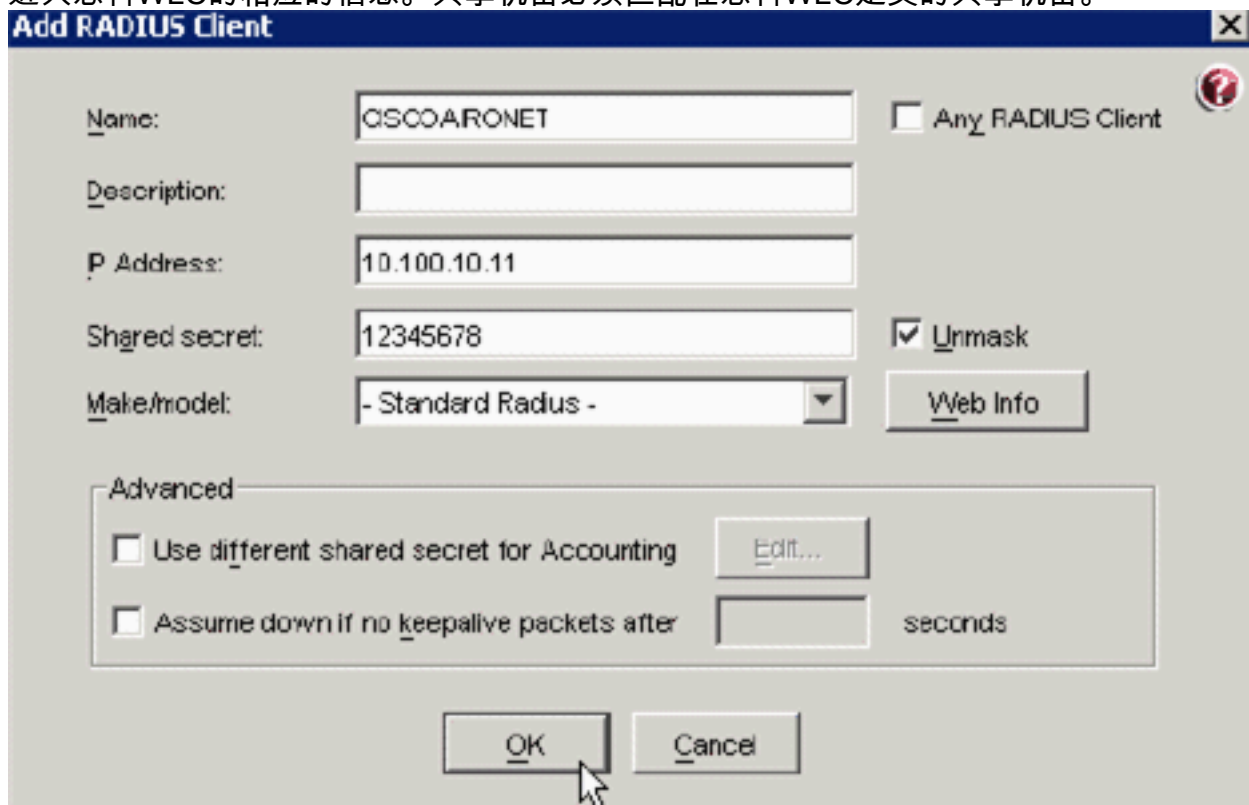 Add RADIUS Client
Name:
CISCOAIRONET
Any RADIUS Client
Description:
IP Address:
10.100.10.11
Shared secret:
12345678
Unmask
Make/model:
- Standard Radius -
Web Info
Advanced
Use different shared secret for Accounting
Edit...
Assume down if no keepalive packets after
seconds
OK
Cancel